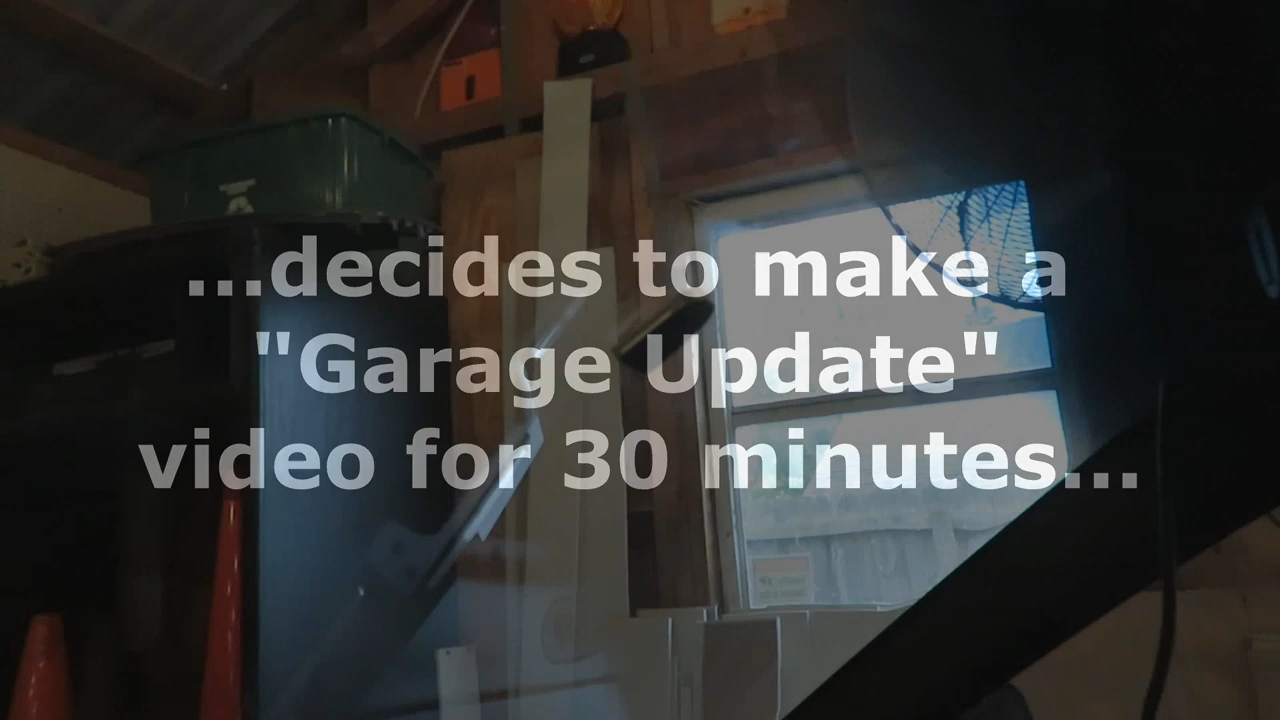 ...decides to make a
"Garage Update"
video for 30 minutes...